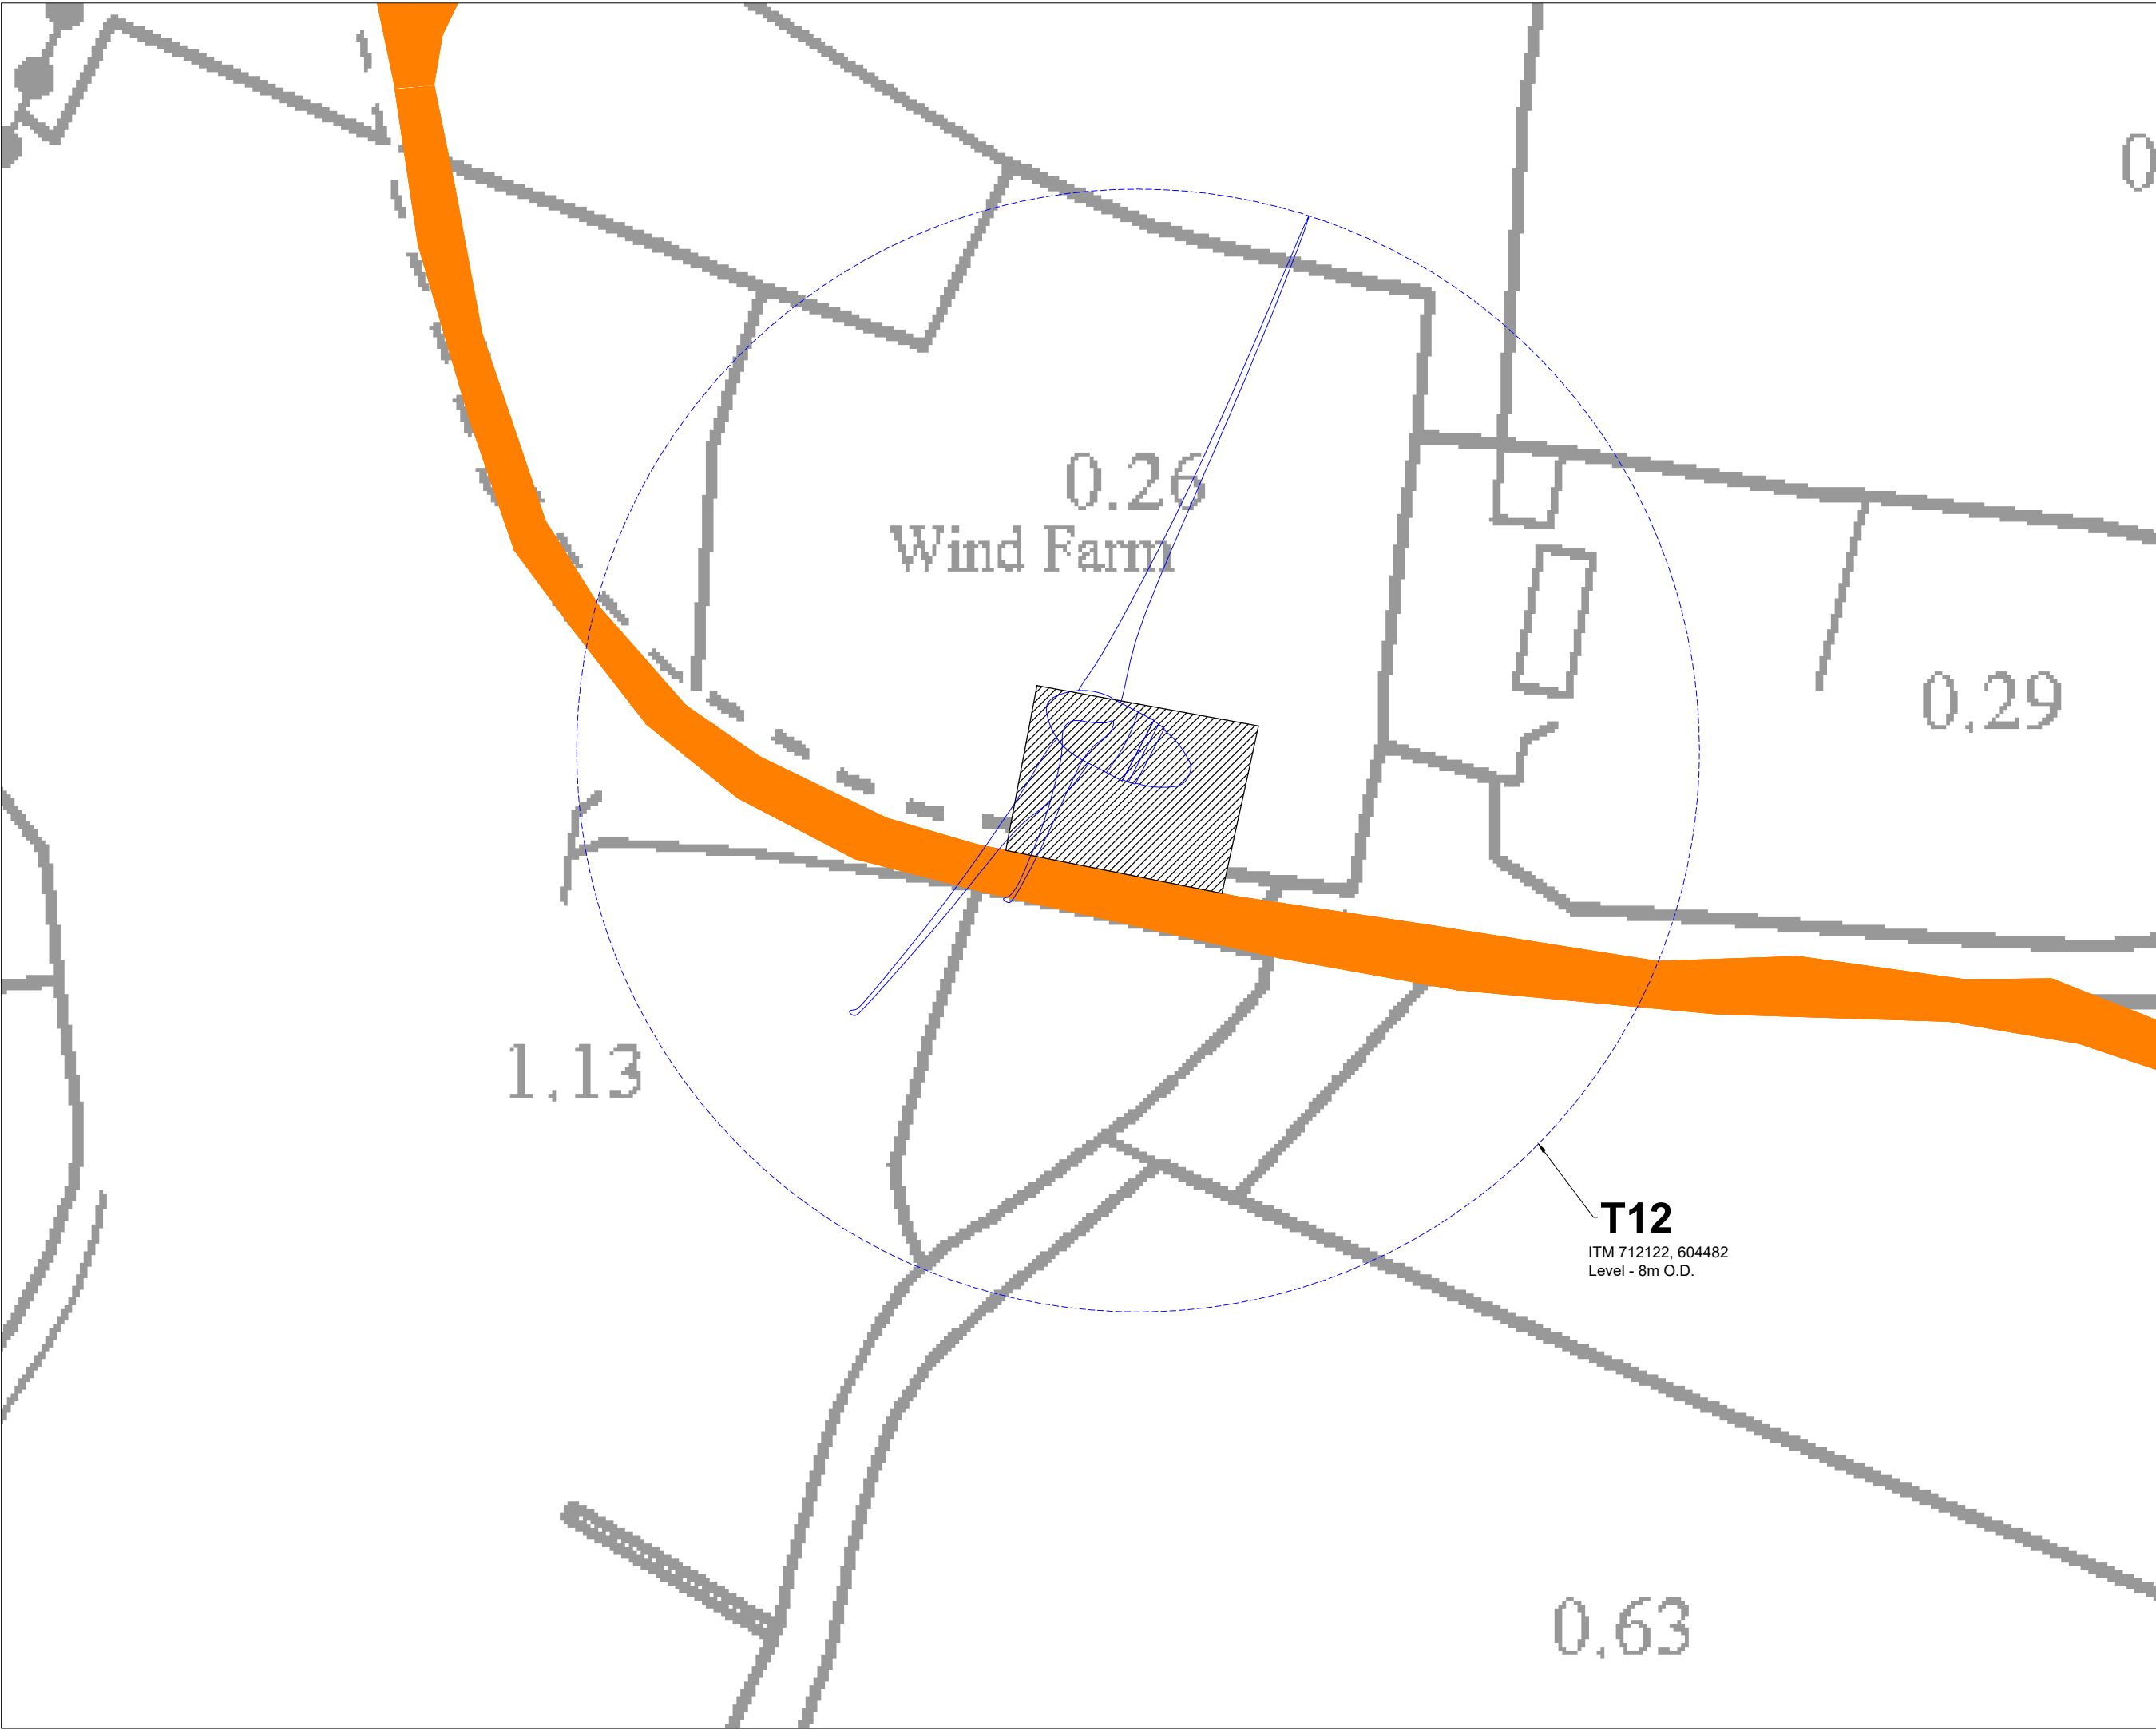 0.26
Wind Farm
0.29
1.13
T12
ITM 712122, 604482
Level - 8m O.D.
0.63